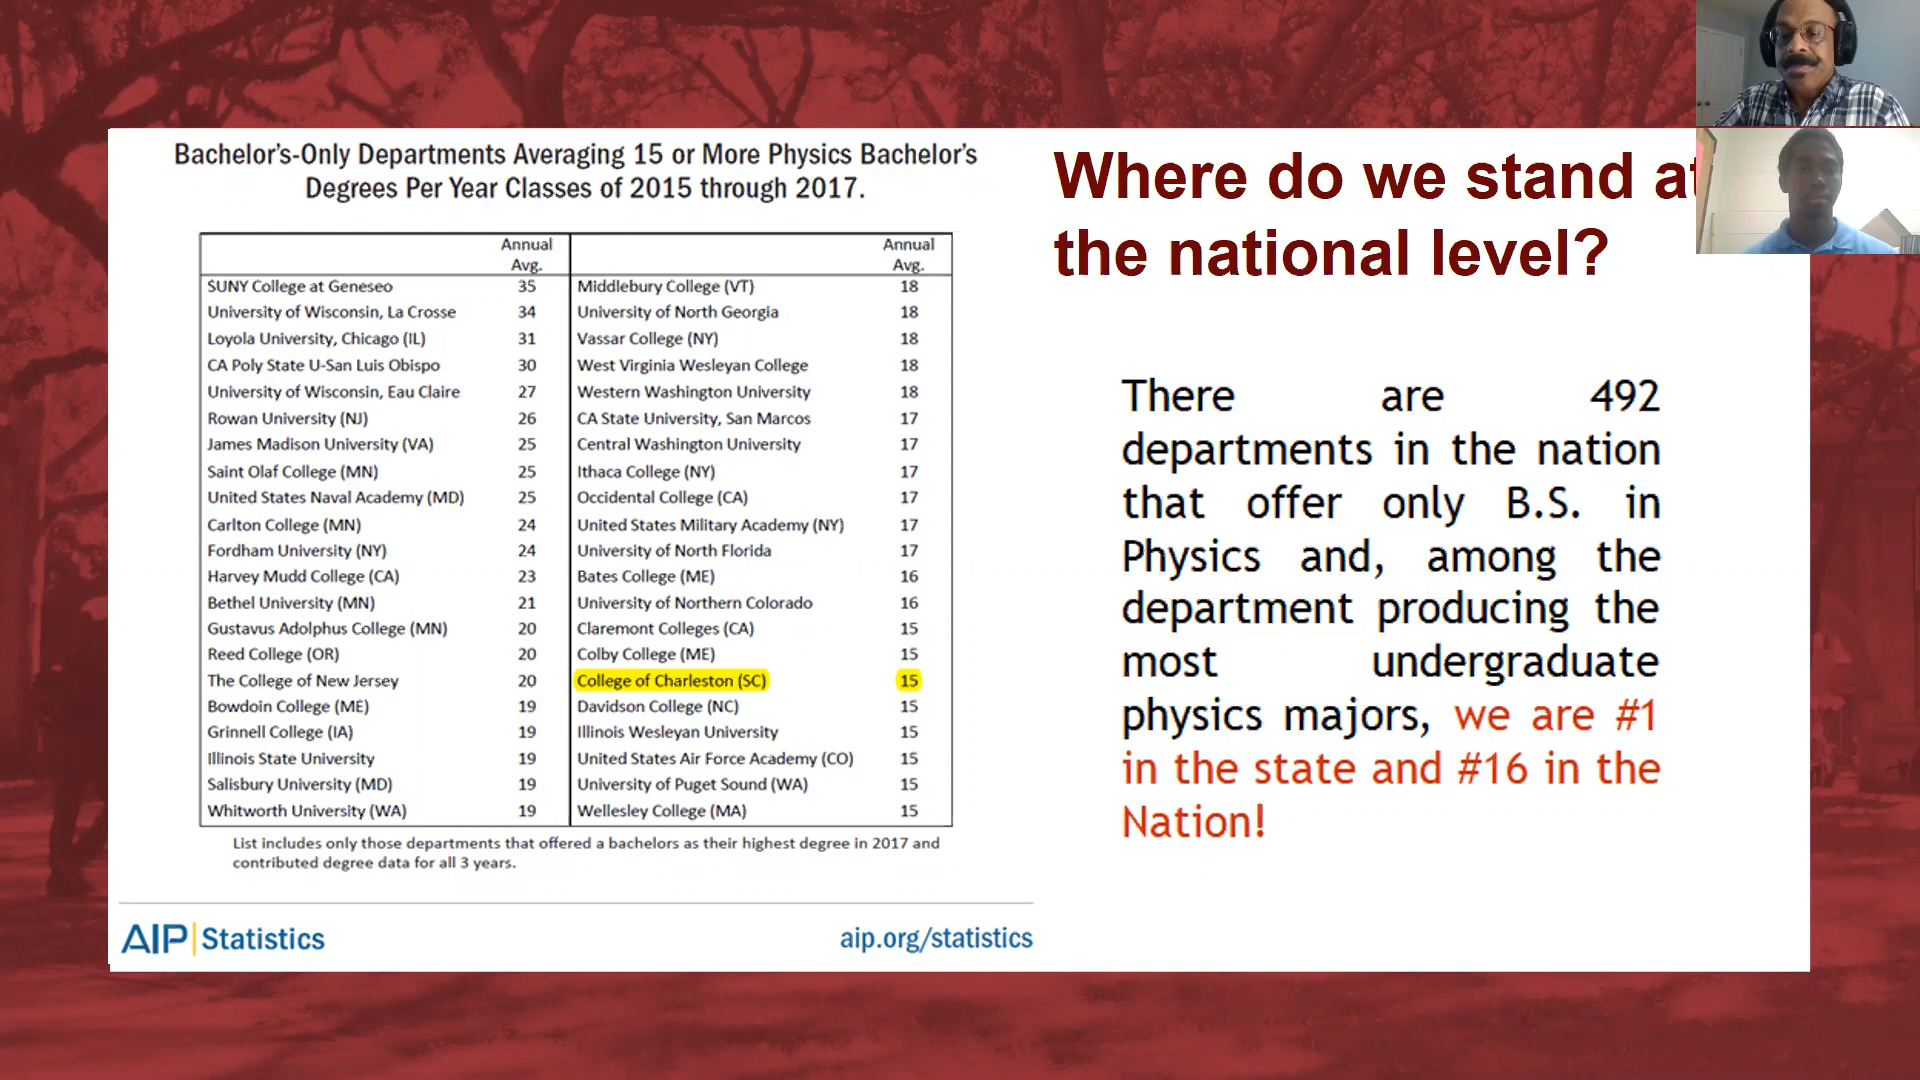 Bachelor's-Only Departments Averaging 15 or More Physics Bachelor's
Degrees Per Year Classes of 2015 through 2017.
Annual Avg.
SUNY College at Geneseo 35
University of Wisconsin, La Crosse 34
Loyola University, Chicago (IL) 31
CA Poly State U-San Luis Obispo 30
University of Wisconsin, Eau Claire 27
Rowan University (NJ) 26
James Madison University (VA) 25
Saint Olaf College (MN) 25
United States Naval Academy (MD) 25
Carlton College (MN) 24
Fordham University (NY) 24
Harvey Mudd College (CA) 23
Bethel University (MN) 21
Gustavus Adolphus College (MN) 20
Reed College (OR) 20
The College of New Jersey 20
Bowdoin College (ME) 19
Grinnell College (IA) 19
Illinois State University 19
Salisbury University (MD) 19
Whitworth University (WA) 19
Annual Avg.
Middlebury College (VT) 18
University of North Georgia 18
Vassar College (NY) 18
West Virginia Wesleyan College 18
Western Washington University 18
CA State University, San Marcos 17
Central Washington University 17
Ithaca College (NY) 17
Occidental College (CA) 17
United States Military Academy (NY) 17
University of North Florida 17
Bates College (ME) 16
University of Northern Colorado 16
Claremont Colleges (CA) 15
Colby College (ME) 15
College of Charleston (SC) 15
Davidson College (NC) 15
Illinois Wesleyan University 15
United States Air Force Academy (CO) 15
University of Puget Sound (WA) 15
Wellesley College (MA) 15
List includes only those departments that offered a bachelors as their highest degree in 2017 and
contributed degree data for all 3 years.
AIP Statistics
aip.org/statistics
Where do we stand at
the national level?
There are 492
departments in the nation
that offer only B.S. in
Physics and, among the
department producing the
most undergraduate
physics majors, we are #1
in the state and #16 in the
Nation!